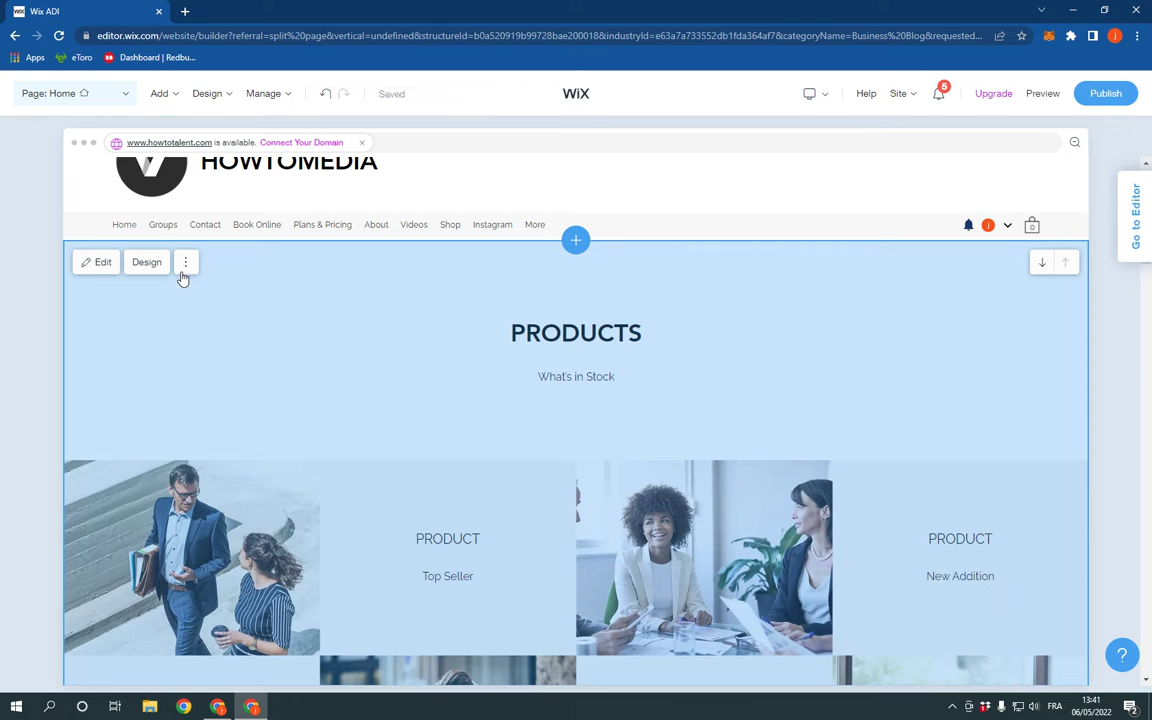 Wix ADI
editor.wix.com/website/builder?referral=split%20page&vertical=undefined&structureId=b0a520919b99728bae200018&industryId=e63a7a733552db1fda364af7&categoryName=Business%20Blog&requested...
Apps
eToro
Dashboard | Redbu...
Page: Home
Add
Design
Manage
Saved
WiX
Help
Site
5
Upgrade
Preview
Publish
www.howtotalent.com is available. Connect Your Domain
HOWTOMEDIA
Home
Groups
Contact
Book Online
Plans & Pricing
About
Videos
Shop
Instagram
More
0
Go to Editor
Edit
Design
PRODUCTS
What's in Stock
PRODUCT
Top Seller
PRODUCT
New Addition
?
FRA
13:41
06/05/2022
2